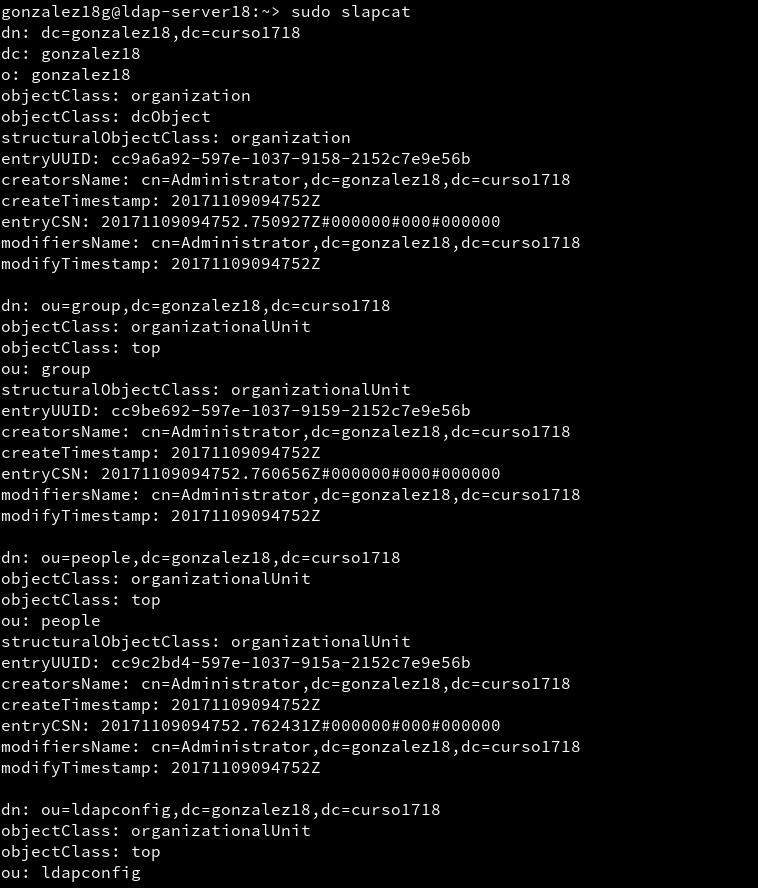 gonzalez18g@ldap-server18:~> sudo slapcat
dn: dc=gonzalez18,dc=curso1718
dc: gonzalez18
o: gonzalez18
objectClass: organization
objectClass: dcObject
structuralObjectClass: organization
entryUUID: cc9a6a92-597e-1037-9158-2152c7e9e56b
creatorsName: cn=Administrator,dc=gonzalez18,dc=curso1718
createTimestamp: 20171109094752Z
entryCSN: 20171109094752.750927Z#000000#000#000000
modifiersName: cn=Administrator,dc=gonzalez18,dc=curso1718
modifyTimestamp: 20171109094752Z

dn: ou=group,dc=gonzalez18,dc=curso1718
objectClass: organizationalUnit
objectClass: top
ou: group
structuralObjectClass: organizationalUnit
entryUUID: cc9be692-597e-1037-9159-2152c7e9e56b
creatorsName: cn=Administrator,dc=gonzalez18,dc=curso1718
createTimestamp: 20171109094752Z
entryCSN: 20171109094752.760656Z#000000#000#000000
modifiersName: cn=Administrator,dc=gonzalez18,dc=curso1718
modifyTimestamp: 20171109094752Z

dn: ou=people,dc=gonzalez18,dc=curso1718
objectClass: organizationalUnit
objectClass: top
ou: people
structuralObjectClass: organizationalUnit
entryUUID: cc9c2bd4-597e-1037-915a-2152c7e9e56b
creatorsName: cn=Administrator,dc=gonzalez18,dc=curso1718
createTimestamp: 20171109094752Z
entryCSN: 20171109094752.762431Z#000000#000#000000
modifiersName: cn=Administrator,dc=gonzalez18,dc=curso1718
modifyTimestamp: 20171109094752Z

dn: ou=ldapconfig,dc=gonzalez18,dc=curso1718
objectClass: organizationalUnit
objectClass: top
ou: ldapconfig